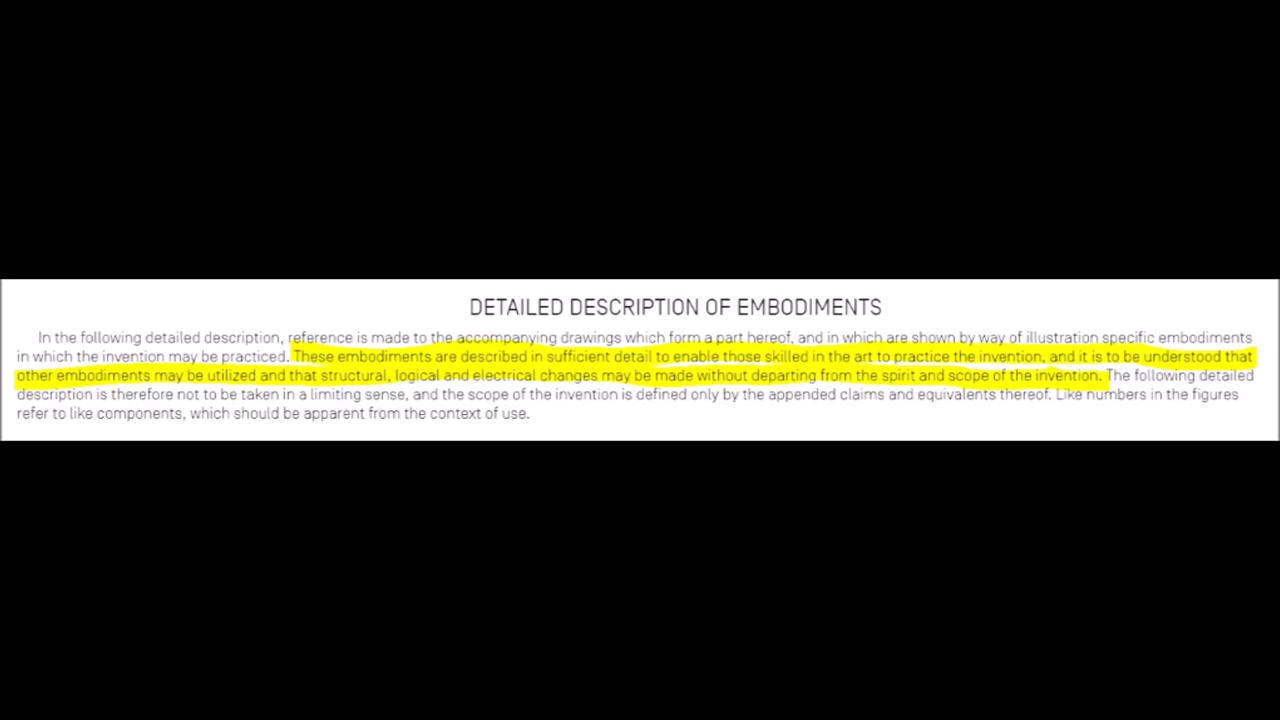 DETAILED DESCRIPTION OF EMBODIMENTS
In the following detailed description, reference is made to the accompanying drawings which form a part hereof, and in which are shown by way of illustration specific embodiments
in which the invention may be practiced. These embodiments are described in sufficient detail to enable those skilled in the art to practice the invention, and it is to be understood that
other embodiments may be utilized and that structural, logical and electrical changes may be made without departing from the spirit and scope of the invention. The following detailed
description is therefore not to be taken in a limiting sense, and the scope of the invention is defined only by the appended claims and equivalents thereof. Like numbers in the figures
refer to like components, which should be apparent from the context of use.